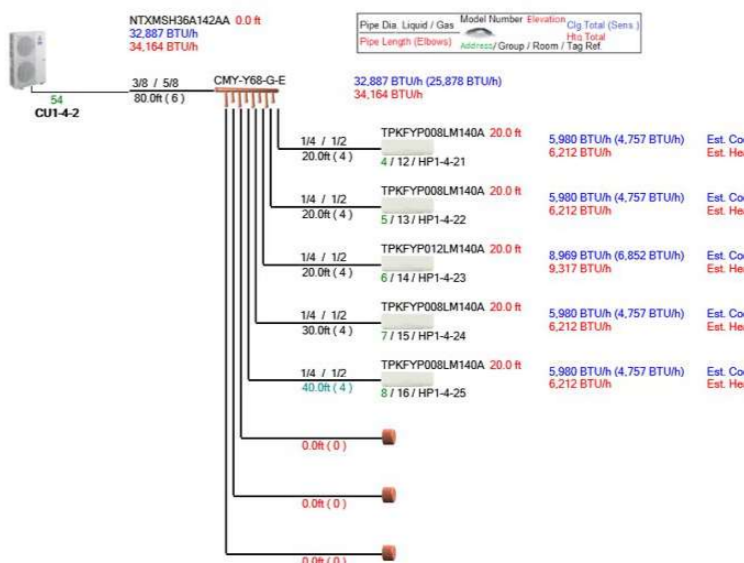 NTXMSH36A142AA 0.0 ft
32,887 BTU/h
34,164 BTU/h
Pipe Dia. Liquid / Gas Model Number Elevation Clg Total (Sens.)
Pipe Length (Elbows) Address/ Group / Room / Tag Ref. Htg Total
54
CU1-4-2
3/8 / 5/8
80.0ft ( 6 )
CMY-Y68-G-E
32,887 BTU/h (25,878 BTU/h)
34,164 BTU/h
1/4 / 1/2
20.0ft ( 4 )
TPKFYP008LM140A 20.0 ft
4 / 12 / HP1-4-21
5,980 BTU/h (4,757 BTU/h) Est. Co
6,212 BTU/h Est. He
1/4 / 1/2
20.0ft ( 4 )
TPKFYP008LM140A 20.0 ft
5 / 13 / HP1-4-22
5,980 BTU/h (4,757 BTU/h) Est. Co
6,212 BTU/h Est. He
1/4 / 1/2
20.0ft ( 4 )
TPKFYP012LM140A 20.0 ft
6 / 14 / HP1-4-23
8,969 BTU/h (6,852 BTU/h) Est. Co
9,317 BTU/h Est. He
1/4 / 1/2
30.0ft ( 4 )
TPKFYP008LM140A 20.0 ft
7 / 15 / HP1-4-24
5,980 BTU/h (4,757 BTU/h) Est. Co
6,212 BTU/h Est. He
1/4 / 1/2
40.0ft ( 4 )
TPKFYP008LM140A 20.0 ft
8 / 16 / HP1-4-25
5,980 BTU/h (4,757 BTU/h) Est. Co
6,212 BTU/h Est. He
0.0ft ( 0 )
0.0ft ( 0 )
0.0ft ( 0 )